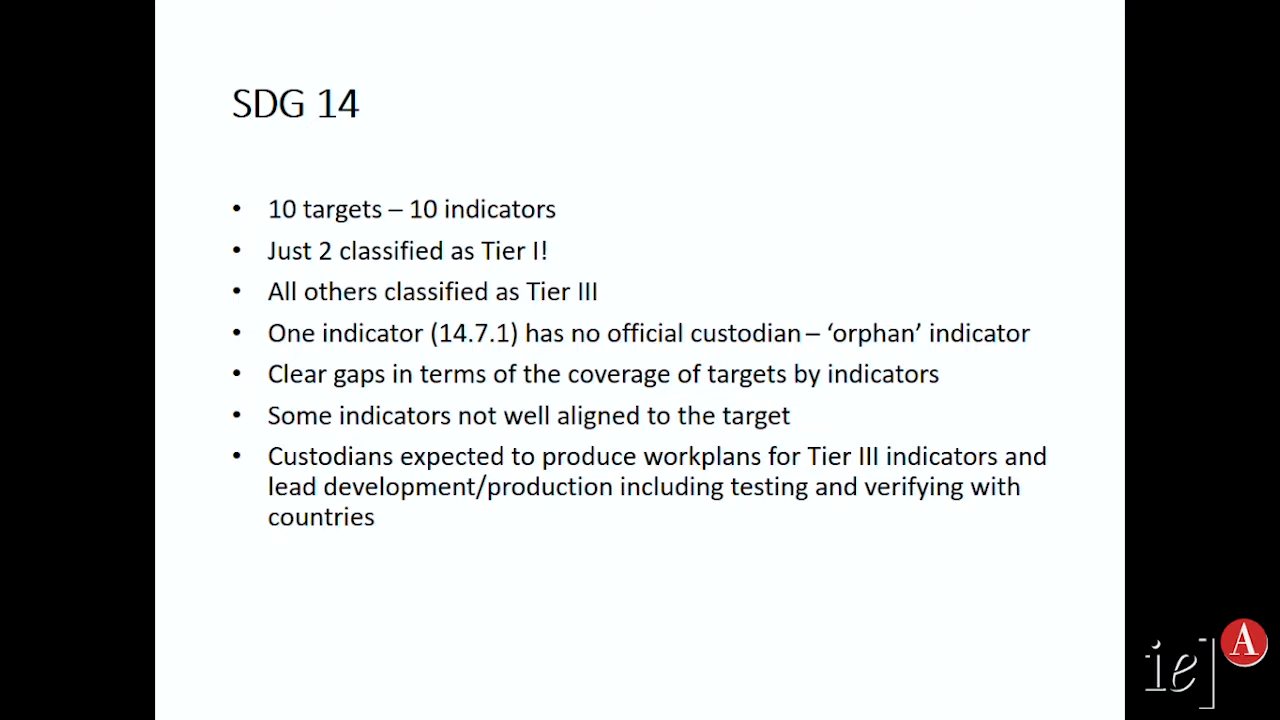 SDG 14
• 10 targets – 10 indicators
• Just 2 classified as Tier I!
• All others classified as Tier III
• One indicator (14.7.1) has no official custodian – ‘orphan’ indicator
• Clear gaps in terms of the coverage of targets by indicators
• Some indicators not well aligned to the target
• Custodians expected to produce workplans for Tier III indicators and
lead development/production including testing and verifying with
countries
A
ie]